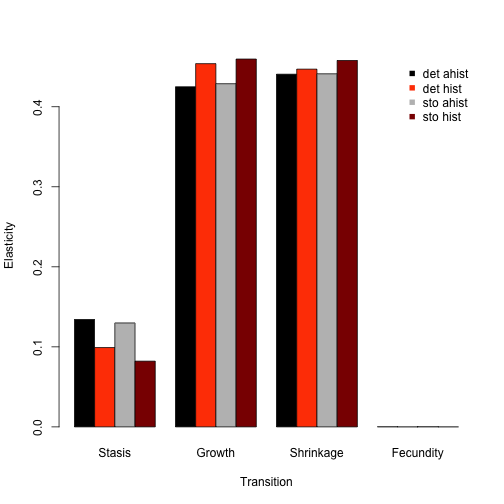 det ahist
det hist
sto ahist
sto hist
0.4
0.3
0.2
0.1
0.0
Elasticity
Stasis Growth Shrinkage Fecundity
Transition